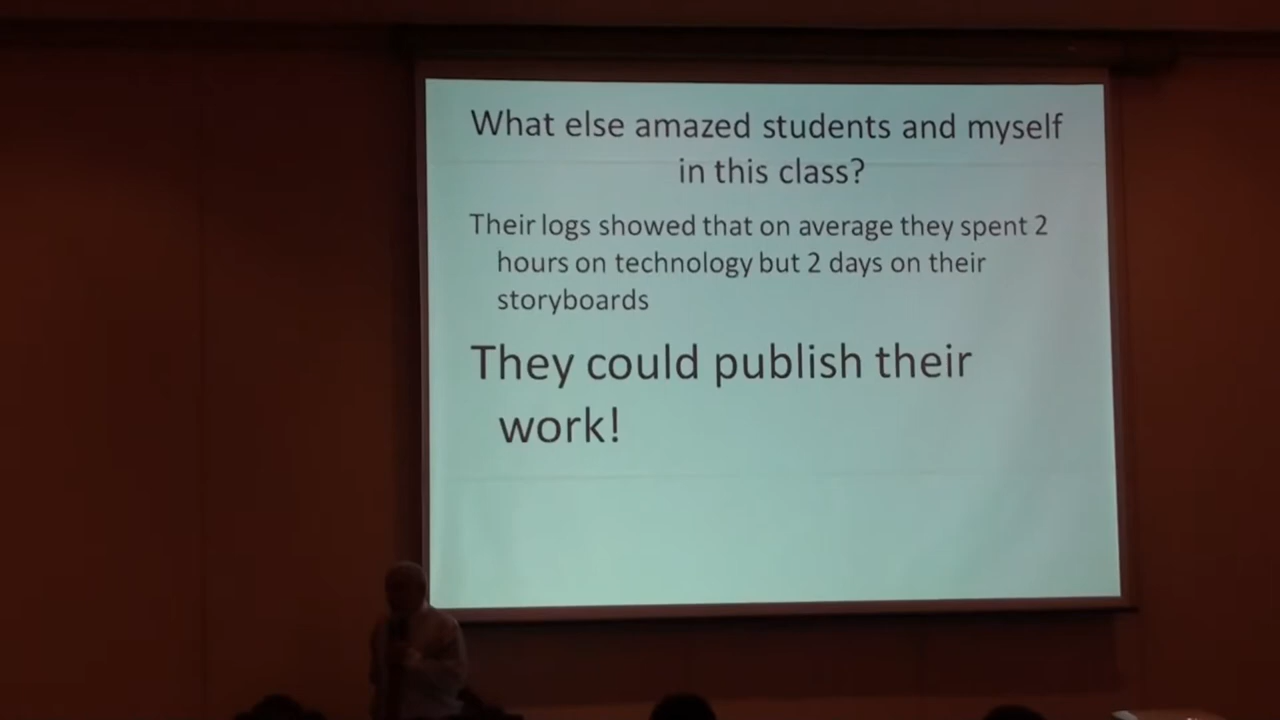 What else amazed students and myself
in this class?
Their logs showed that on average they spent 2
hours on technology but 2 days on their
storyboards
They could publish their
work!